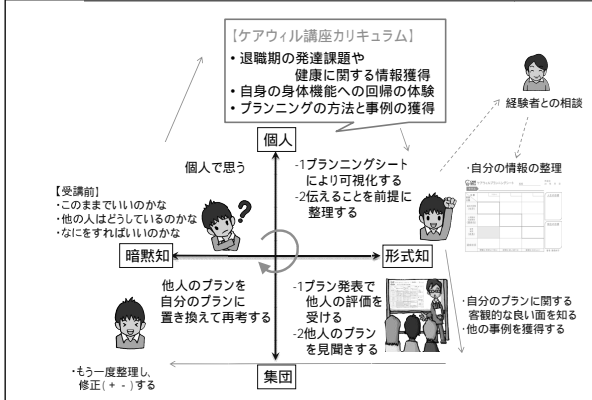 【ケアウィル講座カリキュラム】
・退職期の発達課題や
健康に関する情報獲得
・自身の身体機能への回帰の体験
・プランニングの方法と事例の獲得
経験者との相談
個人
個人で思う
-1プランニングシート
により可視化する
-2伝えることを前提に
整理する
・自分の情報の整理
【受講前】
・このままでいいのかな
・他の人はどうしているのかな
・なにをすればいいのかな
暗黙知
形式知
他人のプランを
自分のプランに
置き換えて再考する
-1プラン発表で
他人の評価を
受ける
-2他人のプラン
を見聞きする
・自分のプランに関する
客観的な良い面を知る
・他の事例を獲得する
・もう一度整理し、
修正(+ -)する
集団